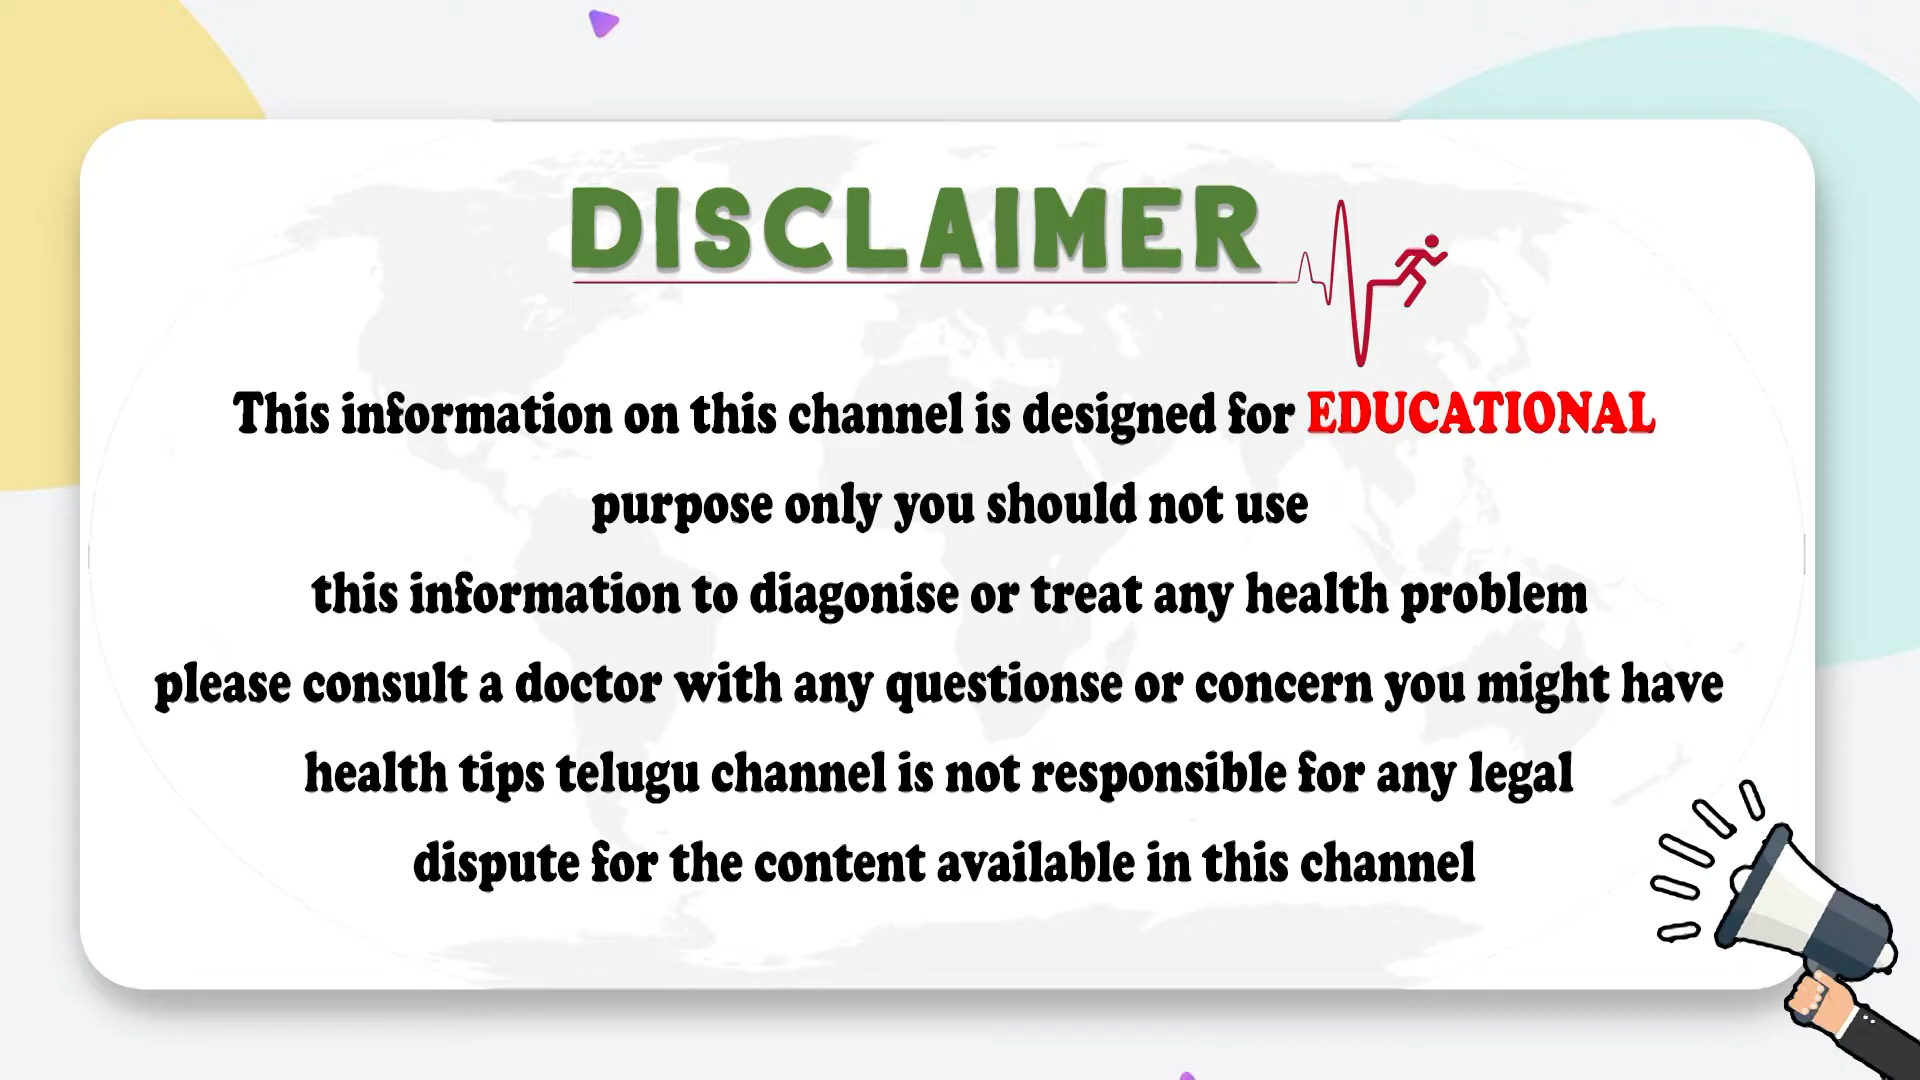 DISCLAIMER
This information on this channel is designed for EDUCATIONAL
purpose only you should not use
this information to diagonise or treat any health problem
please consult a doctor with any questionse or concern you might have
health tips telugu channel is not responsible for any legal
dispute for the content available in this channel